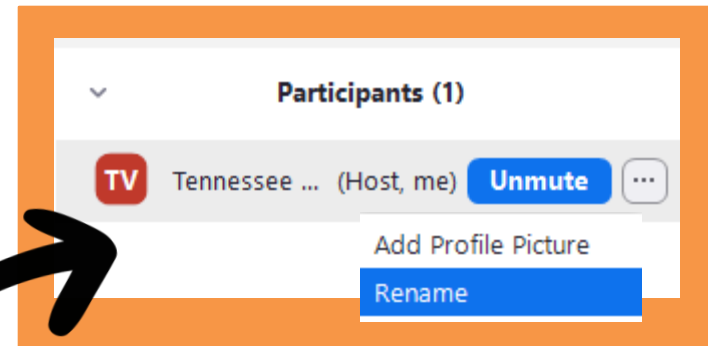 Participants (1)
TV Tennessee ... (Host, me) Unmute ...
Add Profile Picture
Rename